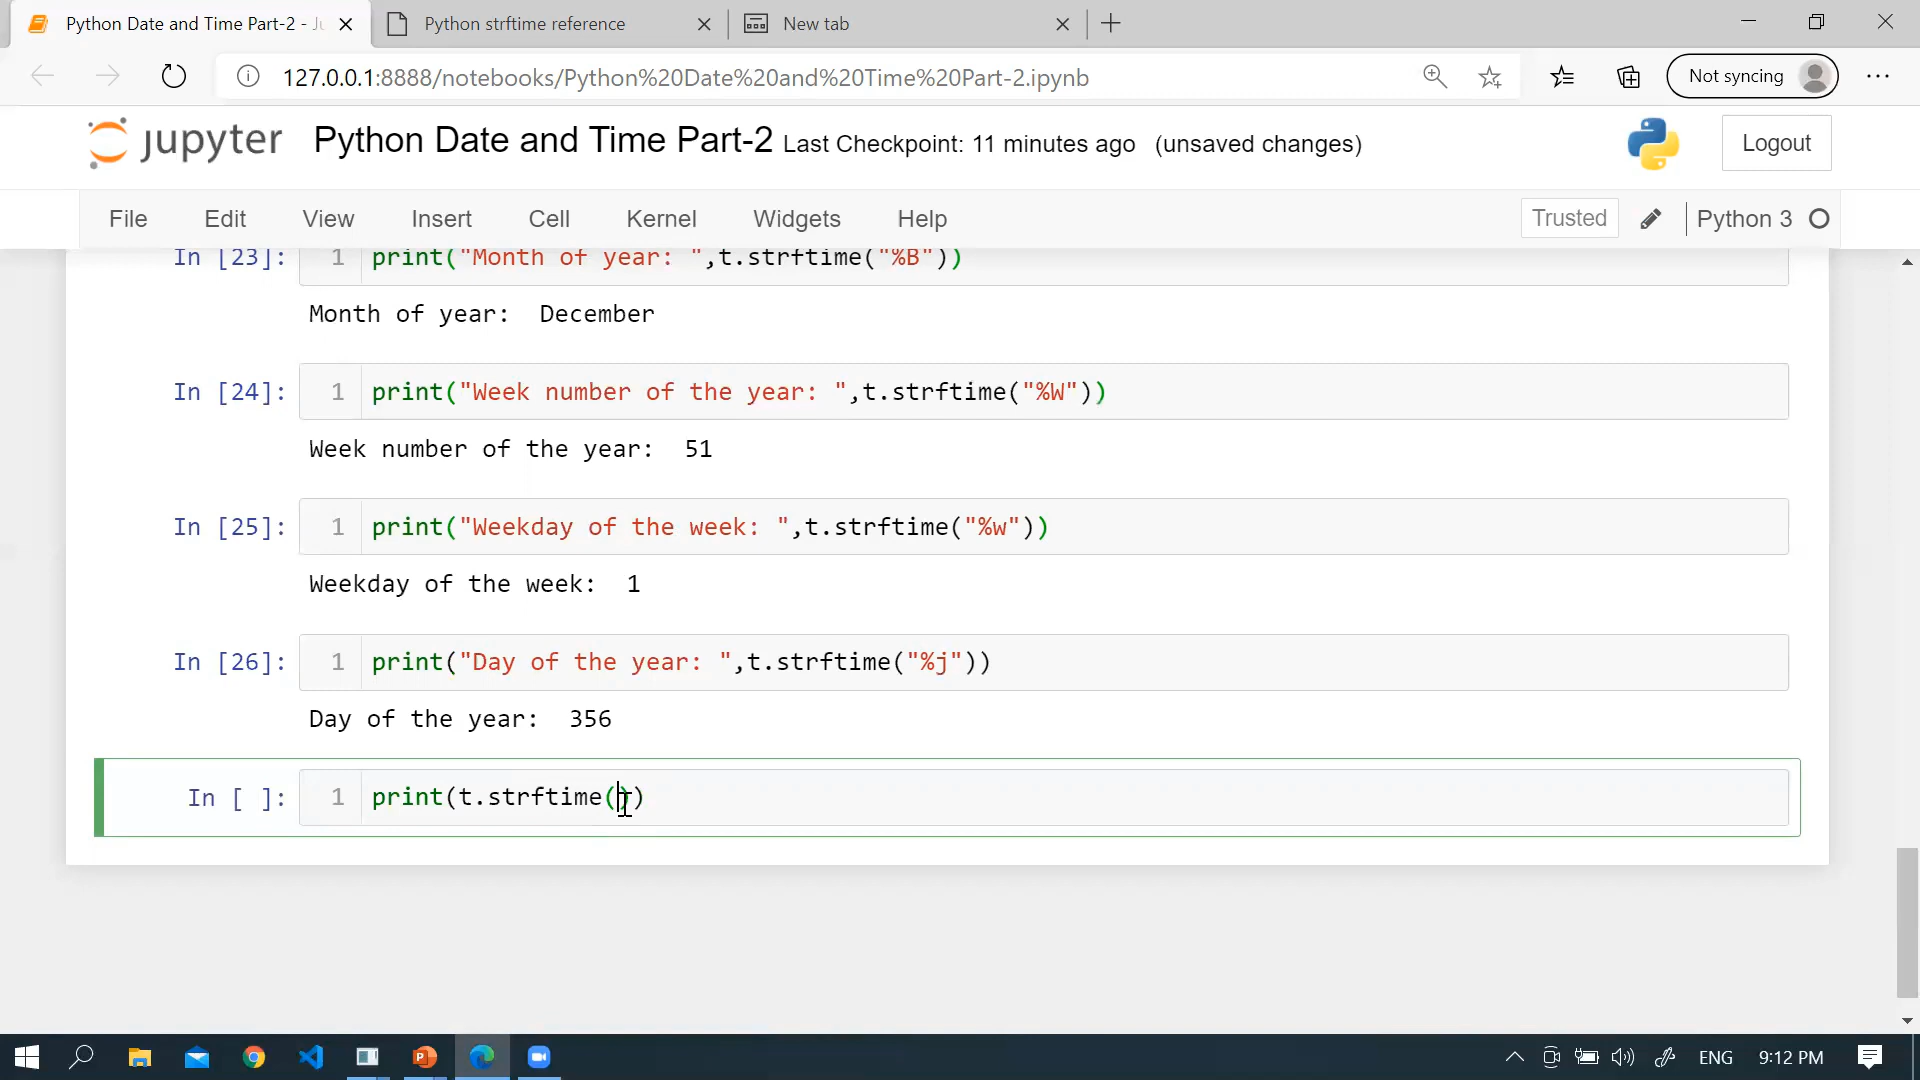 Python Date and Time Part-2 - Ju
Python strftime reference
New tab
127.0.0.1:8888/notebooks/Python%20Date%20and%20Time%20Part-2.ipynb
Not syncing
jupyter
Python Date and Time Part-2 Last Checkpoint: 11 minutes ago (unsaved changes)
Logout
File Edit View Insert Cell Kernel Widgets Help
Trusted
Python 3
In [23]: 1 print("Month of year: ",t.strftime("%B"))
Month of year:  December
In [24]: 1 print("Week number of the year: ",t.strftime("%W"))
Week number of the year:  51
In [25]: 1 print("Weekday of the week: ",t.strftime("%w"))
Weekday of the week:  1
In [26]: 1 print("Day of the year: ",t.strftime("%j"))
Day of the year:  356
In [ ]: 1 print(t.strftime())
ENG 9:12 PM